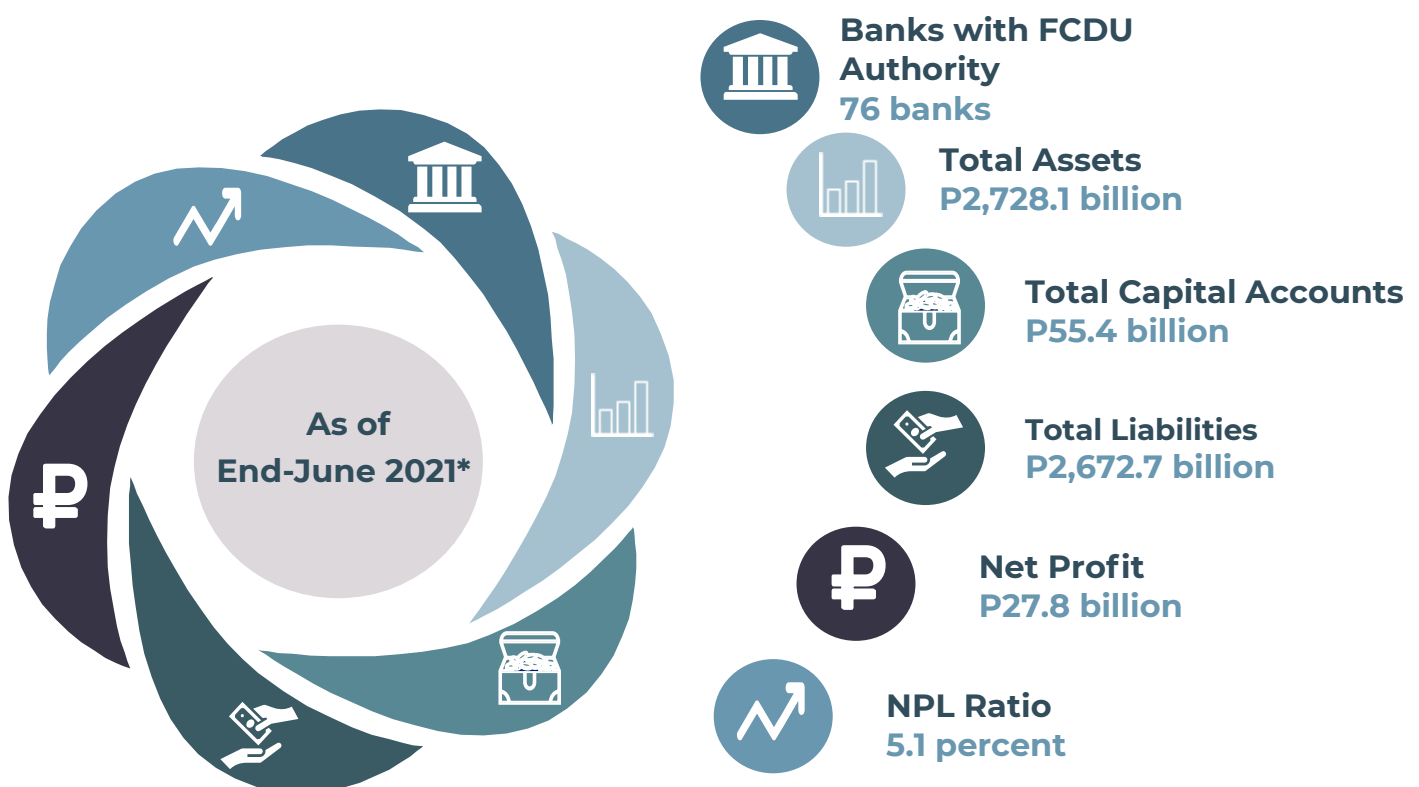 Banks with FCDU
Authority
76 banks
Total Assets
P2,728.1 billion
Total Capital Accounts
P55.4 billion
As of
End-June 2021*
Total Liabilities
P2,672.7 billion
Net Profit
P27.8 billion
NPL Ratio
5.1 percent